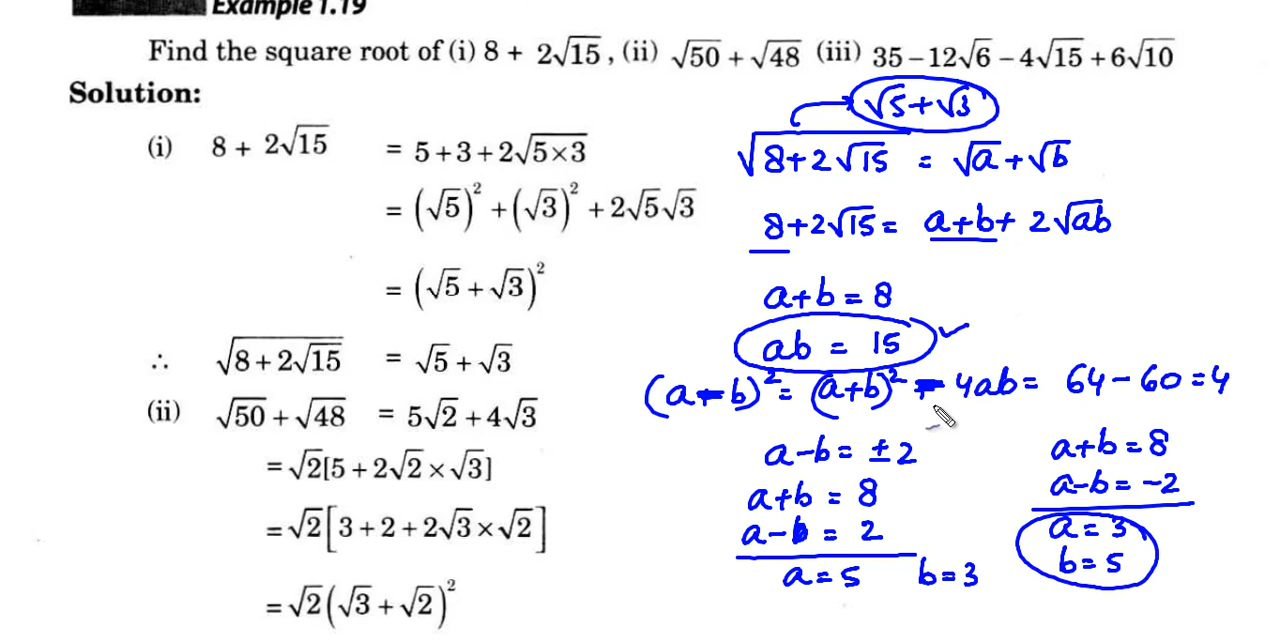 Example 1.19
Find the square root of (i) 8 + 2√15, (ii) √50 + √48 (iii) 35 − 12√6 − 4√15 + 6√10
Solution:
(i) 8 + 2√15 = 5 + 3 + 2√(5×3)
= (√5)² + (√3)² + 2√5√3
= (√5 + √3)²
∴ √(8 + 2√15) = √5 + √3
(ii) √50 + √48 = 5√2 + 4√3
= √2[5 + 2√2 × √3]
= √2[3 + 2 + 2√3 × √2]
= √2(√3 + √2)²
√5 + √3
√(8 + 2√15) = √a + √b
8 + 2√15 = a + b + 2√ab
a + b = 8
ab = 15 ✓
(a − b)² = (a + b)² − 4ab = 64 − 60 = 4
a − b = ± 2
a + b = 8
a − b = 2
a = 5 b = 3
a + b = 8
a − b = −2
a = 3
b = 5